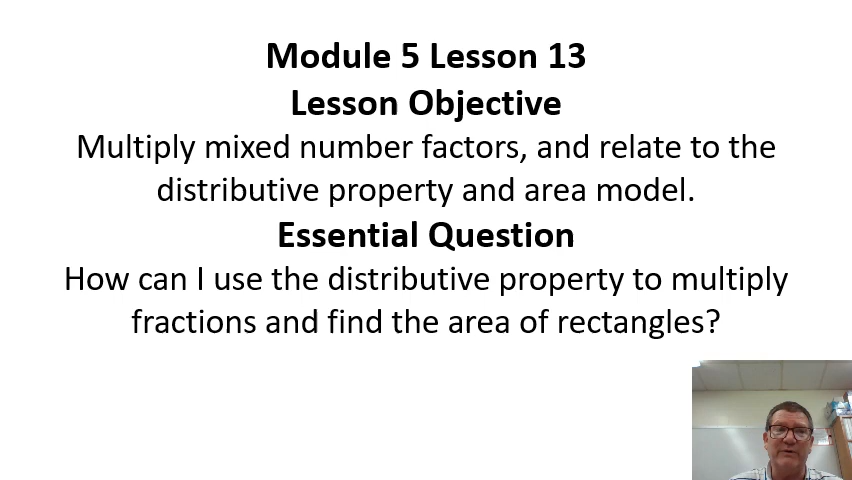 Module 5 Lesson 13
Lesson Objective
Multiply mixed number factors, and relate to the
distributive property and area model.
Essential Question
How can I use the distributive property to multiply
fractions and find the area of rectangles?